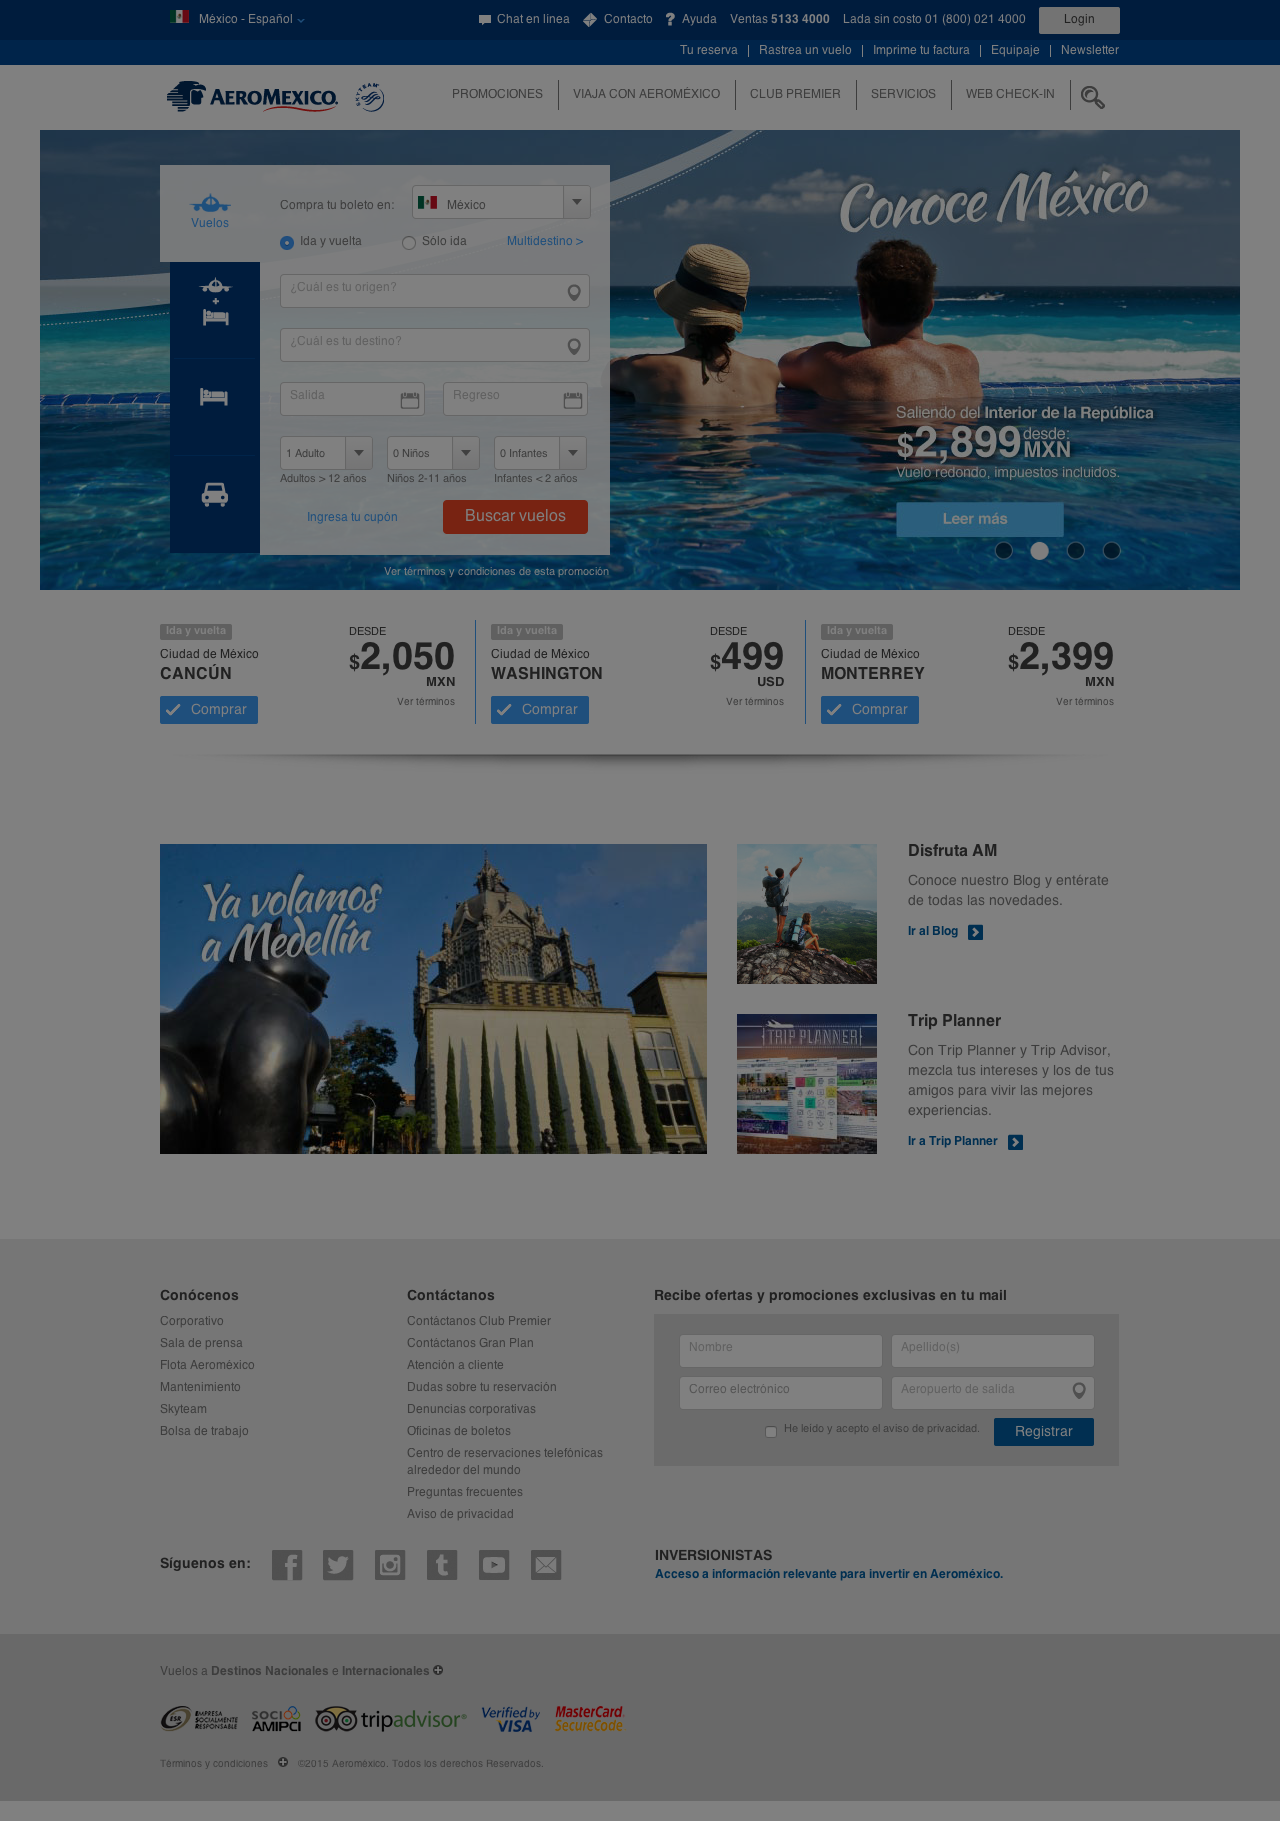 México - Español
Chat en línea
Contacto
Ayuda
Ventas 5133 4000
Lada sin costo 01 (800) 021 4000
Login
Tu reserva
Rastrea un vuelo
Imprime tu factura
Equipaje
Newsletter
AEROMEXICO.
PROMOCIONES
VIAJA CON AEROMÉXICO
CLUB PREMIER
SERVICIOS
WEB CHECK-IN
Vuelos
Compra tu boleto en:
México
Ida y vuelta
Sólo ida
Multidestino >
¿Cuál es tu origen?
¿Cuál es tu destino?
Salida
Regreso
1 Adulto
0 Niños
0 Infantes
Adultos > 12 años
Niños 2-11 años
Infantes < 2 años
Ingresa tu cupón
Buscar vuelos
Conoce México
Saliendo del Interior de la República
$2,899 desde: MXN
Vuelo redondo, impuestos incluidos.
Leer más
Ver términos y condiciones de esta promoción
Ida y vuelta
Ciudad de México
CANCÚN
Comprar
DESDE
$2,050
MXN
Ver términos
Ida y vuelta
Ciudad de México
WASHINGTON
Comprar
DESDE
$499
USD
Ver términos
Ida y vuelta
Ciudad de México
MONTERREY
Comprar
DESDE
$2,399
MXN
Ver términos
Ya volamos
a Medellín
Disfruta AM
Conoce nuestro Blog y entérate
de todas las novedades.
Ir al Blog
TRIP PLANNER
Trip Planner
Con Trip Planner y Trip Advisor,
mezcla tus intereses y los de tus
amigos para vivir las mejores
experiencias.
Ir a Trip Planner
Conócenos
Corporativo
Sala de prensa
Flota Aeroméxico
Mantenimiento
Skyteam
Bolsa de trabajo
Contáctanos
Contáctanos Club Premier
Contáctanos Gran Plan
Atención a cliente
Dudas sobre tu reservación
Denuncias corporativas
Oficinas de boletos
Centro de reservaciones telefónicas
alrededor del mundo
Preguntas frecuentes
Aviso de privacidad
Recibe ofertas y promociones exclusivas en tu mail
Nombre
Apellido(s)
Correo electrónico
Aeropuerto de salida
He leído y acepto el aviso de privacidad.
Registrar
Síguenos en:
INVERSIONISTAS
Acceso a información relevante para invertir en Aeroméxico.
Vuelos a Destinos Nacionales e Internacionales
ESR
EMPRESA
SOCIALMENTE
RESPONSABLE
SOCIO
AMIPCI
tripadvisor®
Verified by
VISA
MasterCard.
SecureCode.
Términos y condiciones
©2015 Aeroméxico. Todos los derechos Reservados.